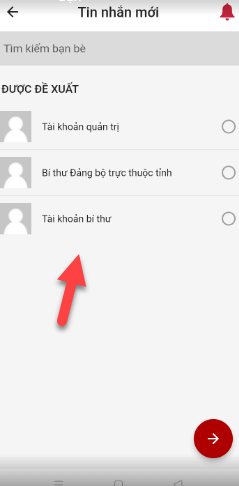 Tin nhắn mới
Tìm kiếm bạn bè
ĐƯỢC ĐỀ XUẤT
Tài khoản quản trị
Bí thư Đảng bộ trực thuộc tỉnh
Tài khoản bí thư